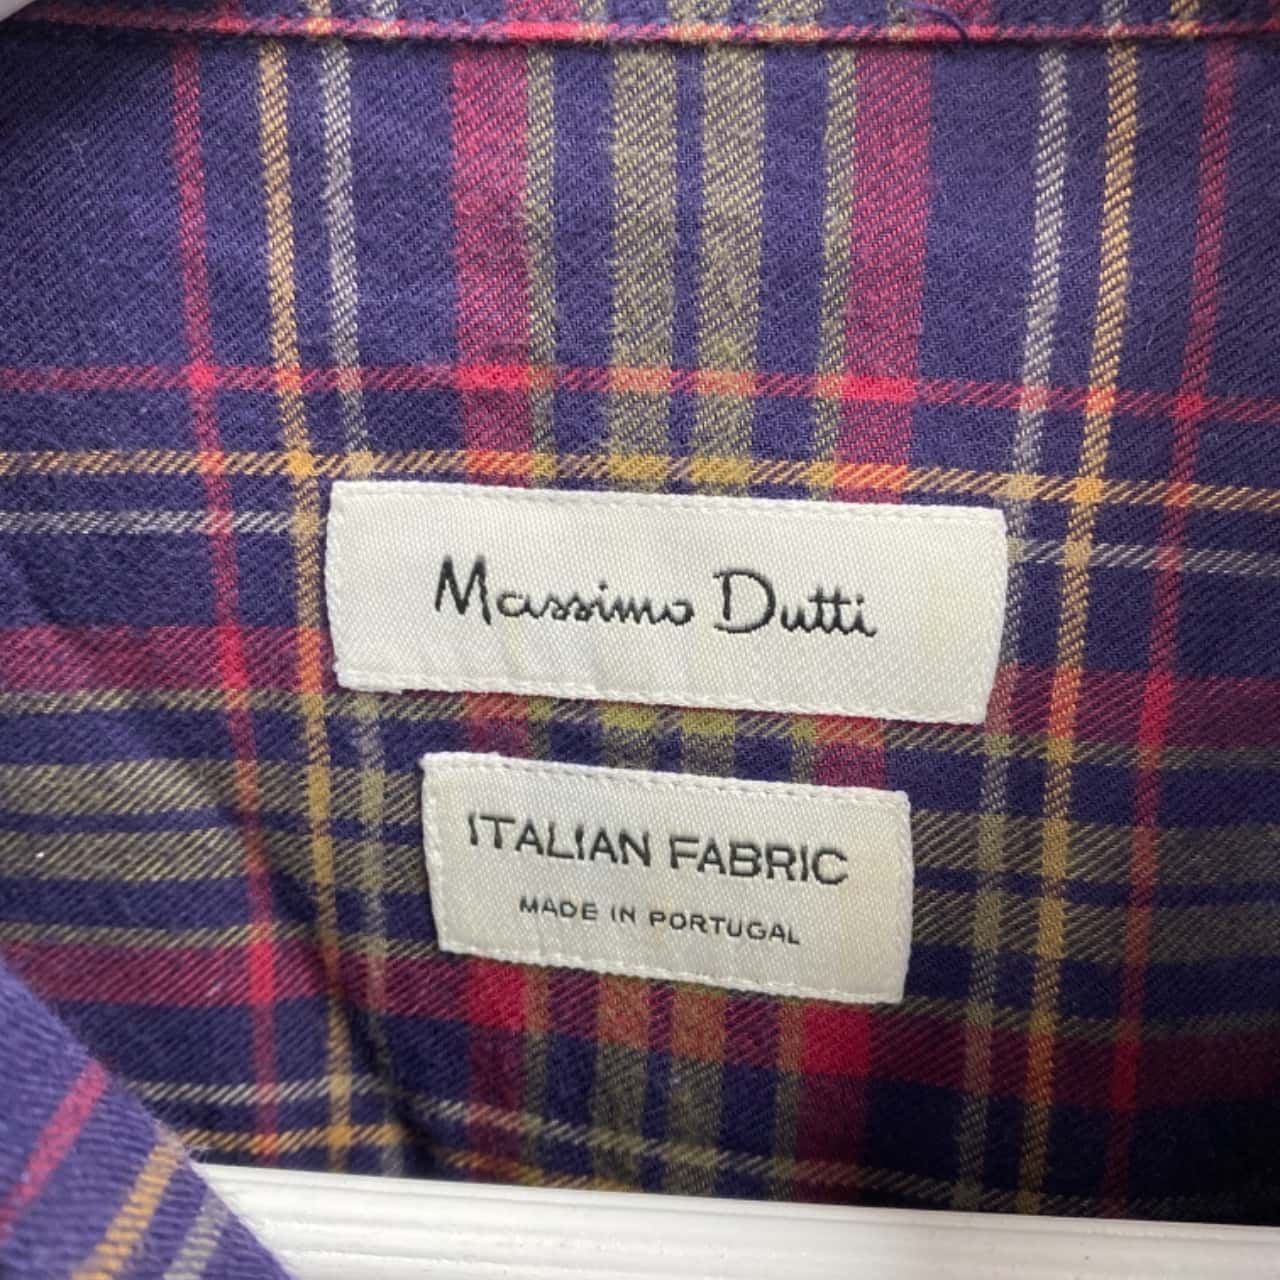 Massimo Dutti
ITALIAN FABRIC
MADE IN PORTUGAL